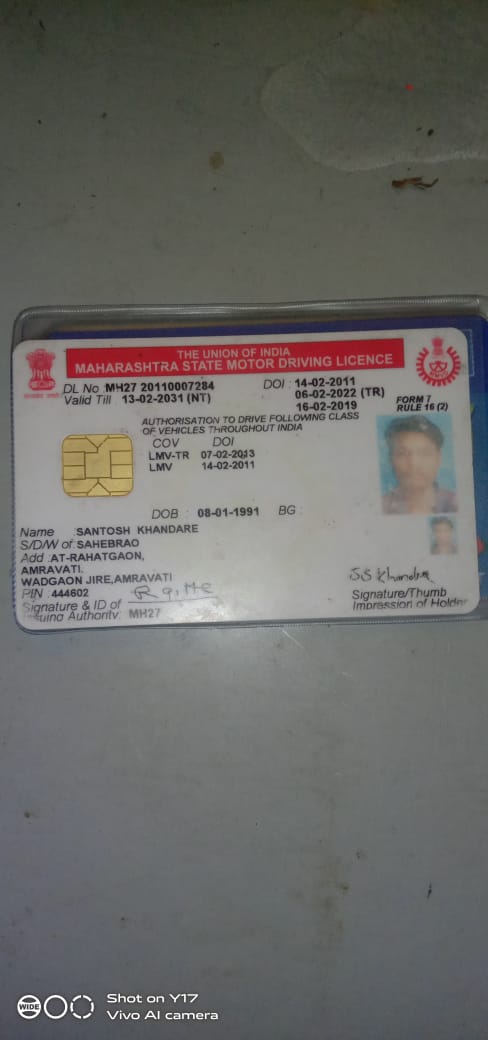 THE UNION OF INDIA
MAHARASHTRA STATE MOTOR DRIVING LICENCE
DL No :MH27 20110007284 DOI : 14-02-2011
Valid Till 13-02-2031 (NT) 06-02-2022 (TR)
16-02-2019
FORM 7
RULE 16 (2)
AUTHORISATION TO DRIVE FOLLOWING CLASS
OF VEHICLES THROUGHOUT INDIA
COV DOI
LMV-TR 07-02-2013
LMV 14-02-2011
DOB : 08-01-1991 BG :
Name :SANTOSH KHANDARE
S/D/W of :SAHEBRAO
Add :AT-RAHATGAON,
AMRAVATI.
WADGAON JIRE,AMRAVATI
PIN :444602
Signature & ID of
Issuing Authority: MH27
Signature/Thumb
Impression of Holder
WIDE
Shot on Y17
Vivo AI camera